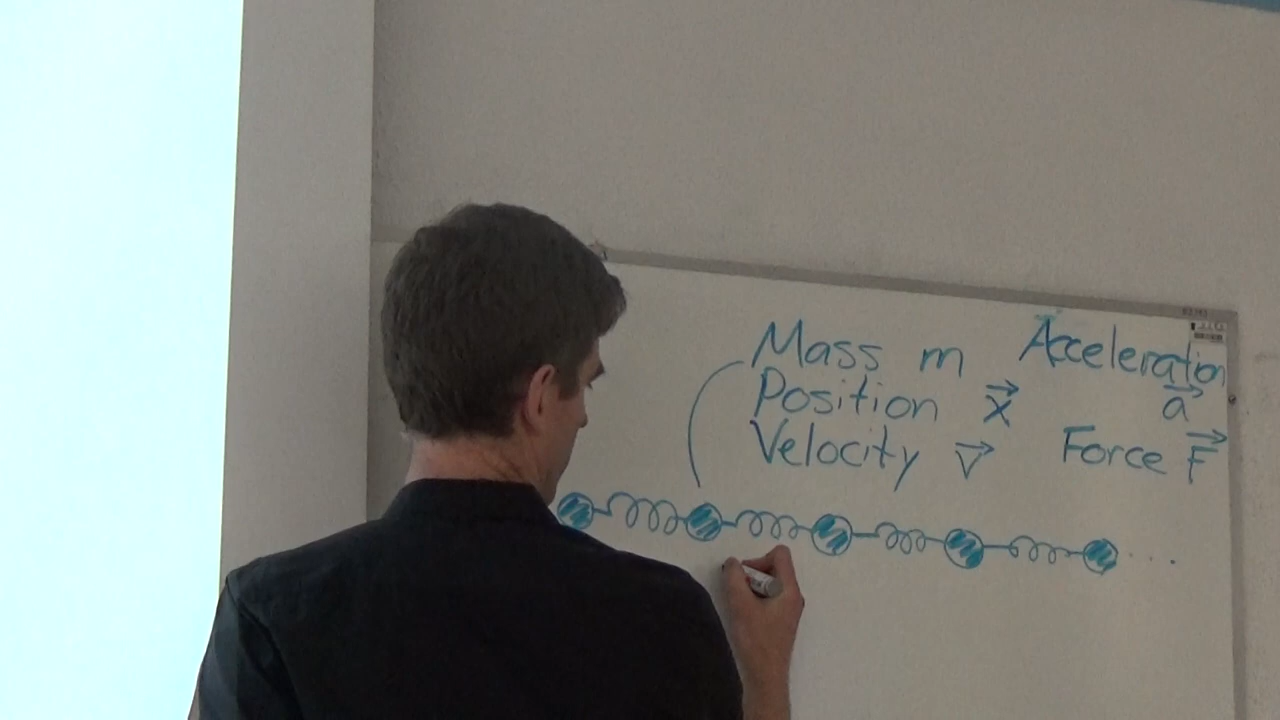 Mass m Acceleration
Position x⃗ a⃗
Velocity v⃗ Force F⃗